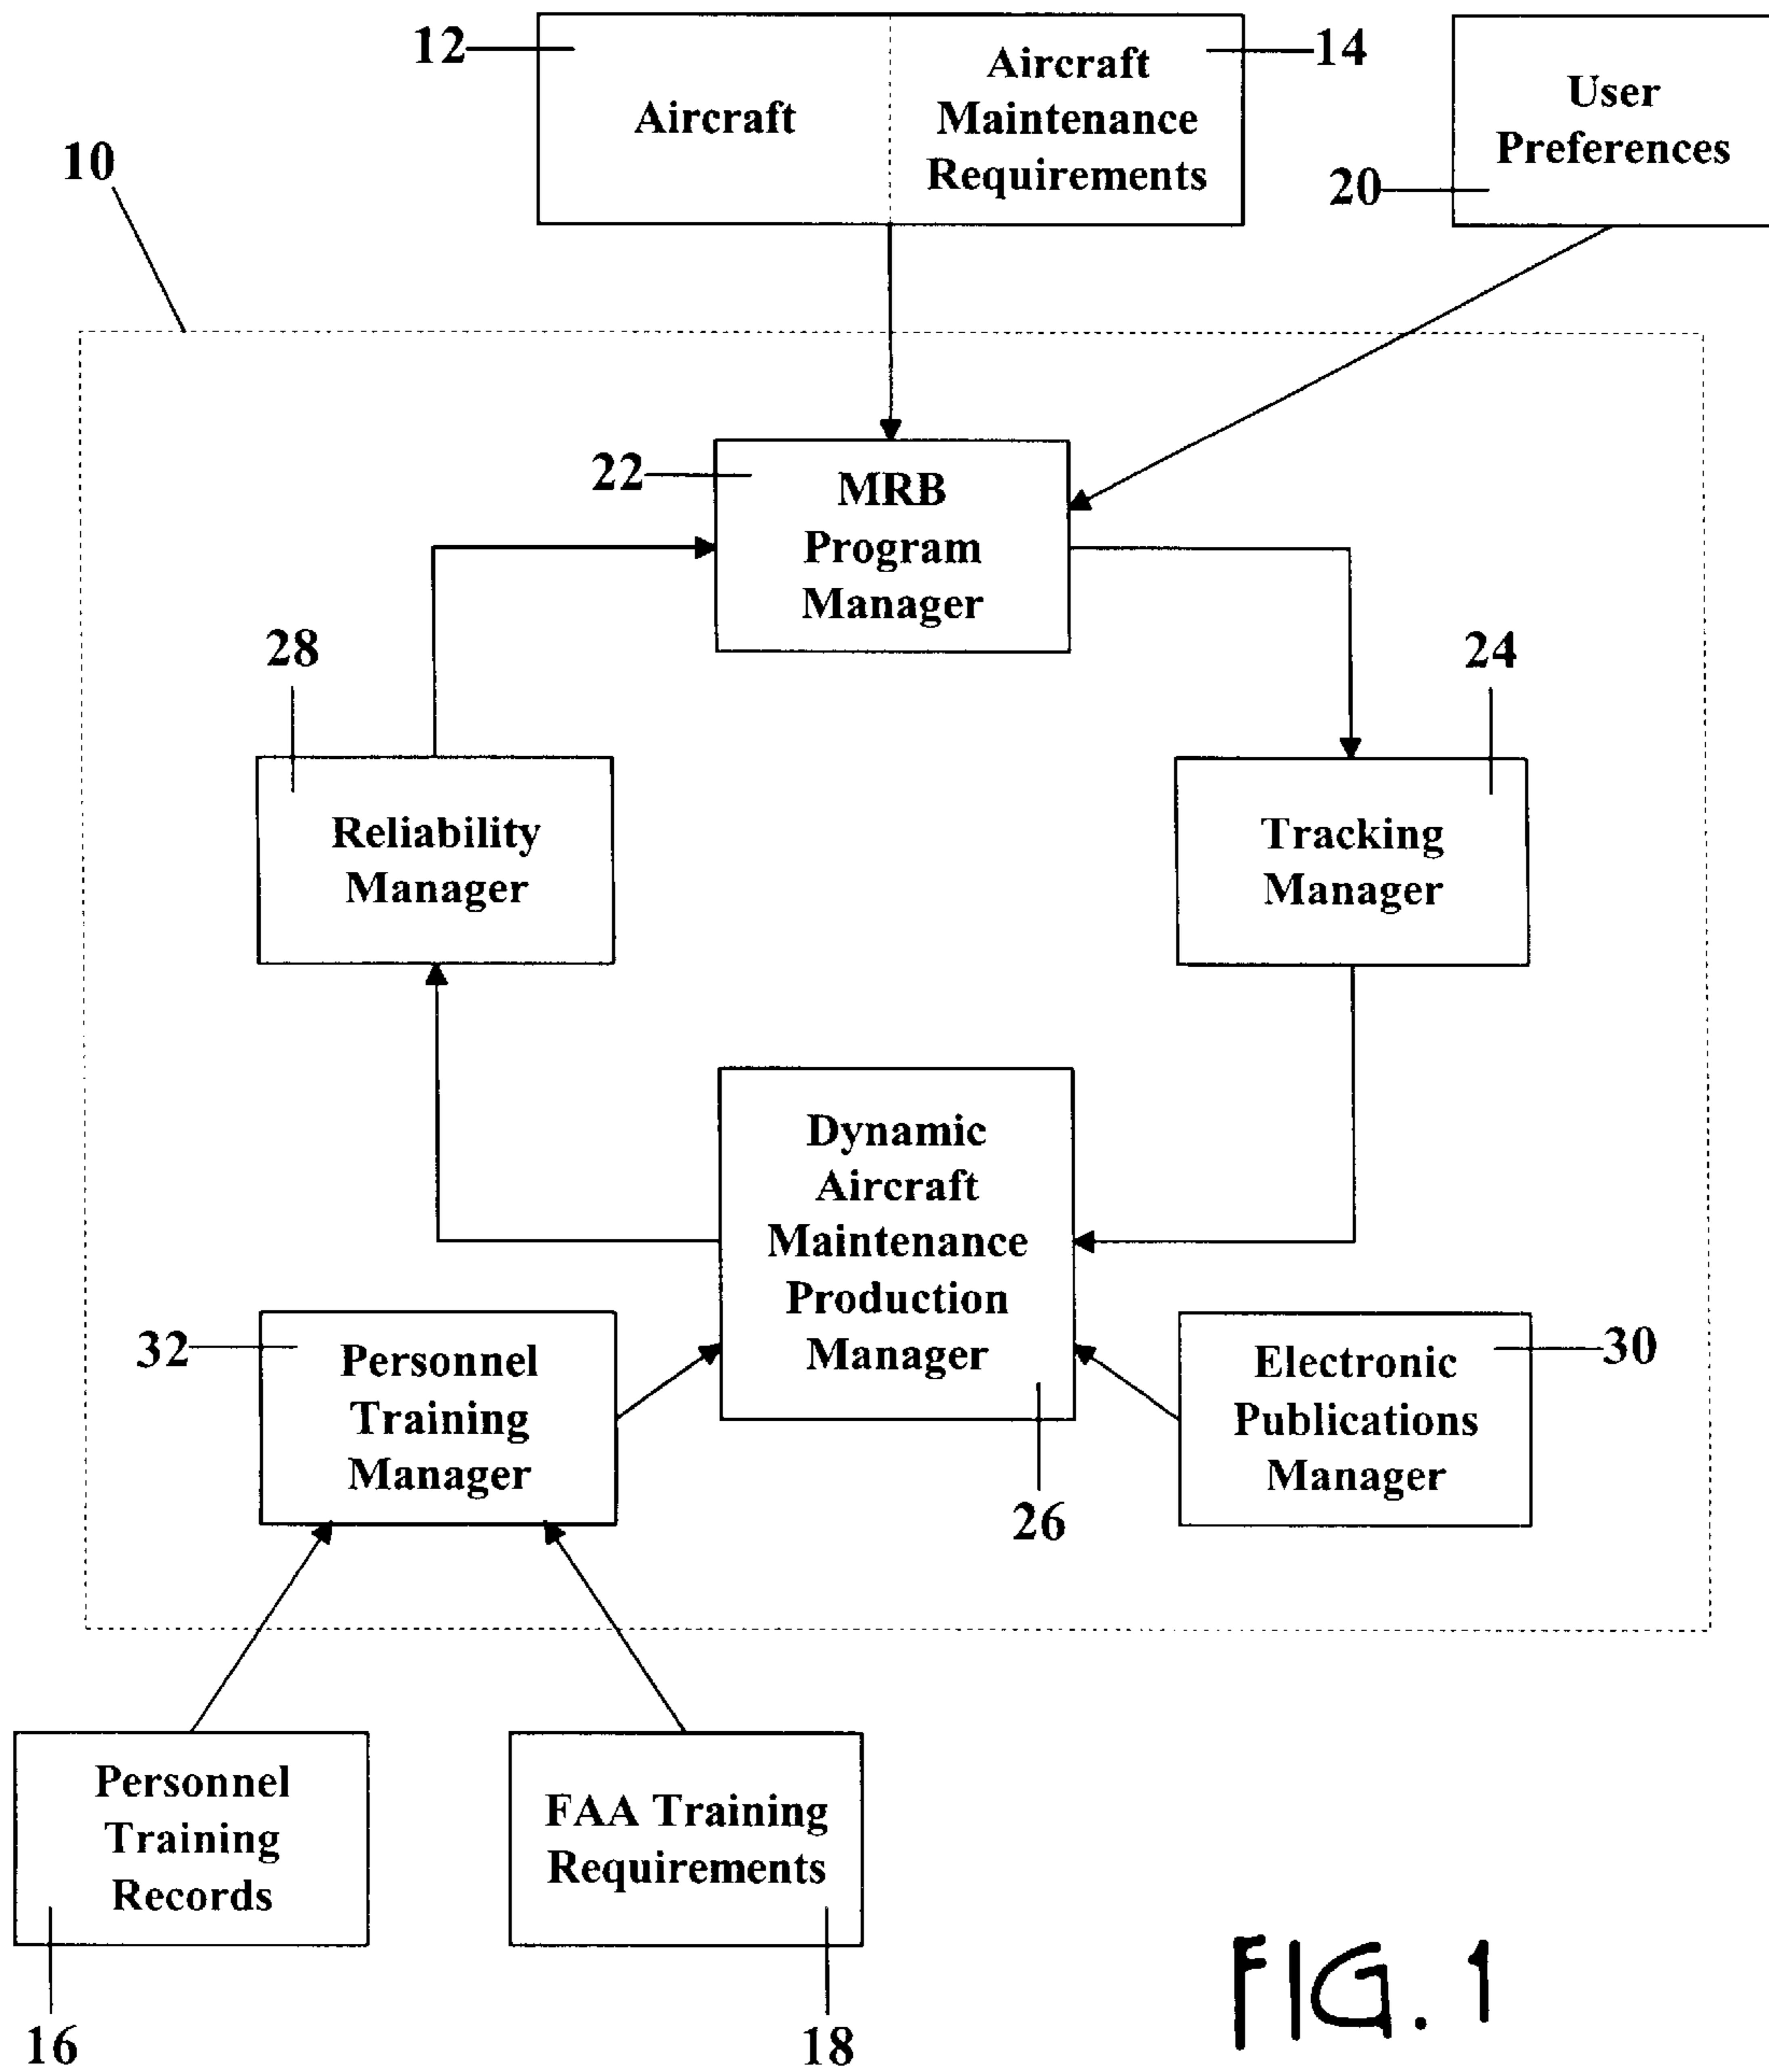 12
Aircraft
Aircraft
Maintenance
Requirements
14
User
Preferences
20
10
22
MRB
Program
Manager
28
24
Reliability
Manager
Tracking
Manager
Dynamic
Aircraft
Maintenance
Production
Manager
26
32
Personnel
Training
Manager
Electronic
Publications
Manager
30
Personnel
Training
Records
16
FAA Training
Requirements
18
FIG. 1